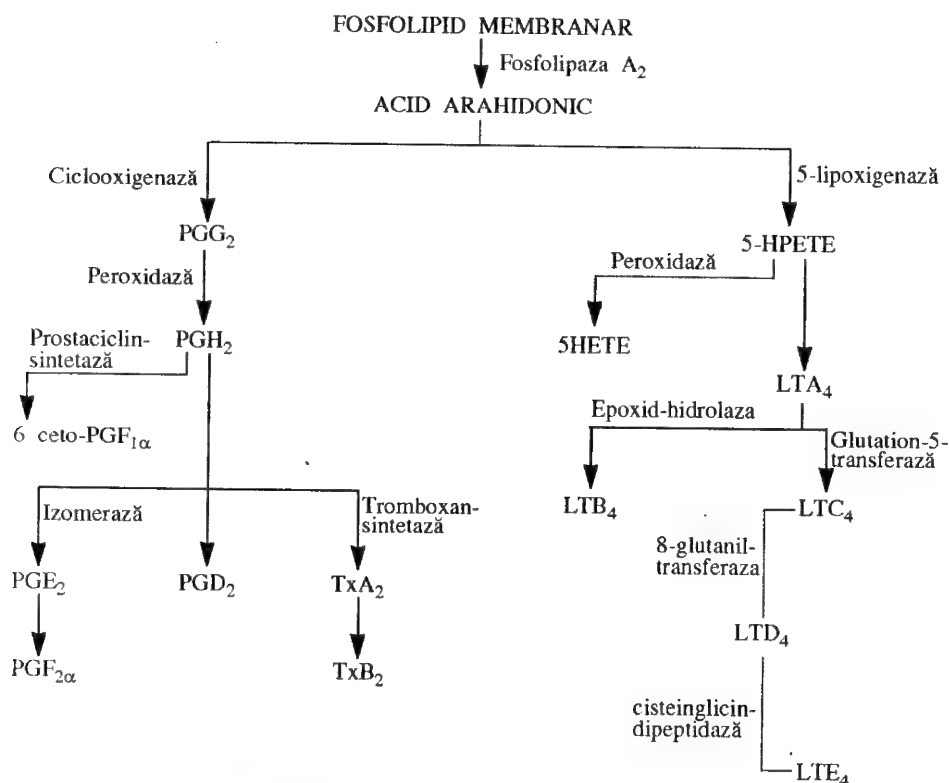 FOSFOLIPID MEMBRANAR
Fosfolipaza A₂
ACID ARAHIDONIC
Ciclooxigenază
5-lipoxigenază
PGG₂
5-HPETE
Peroxidază
Peroxidază
Prostaciclin-
sintetază
PGH₂
5HETE
LTA₄
6 ceto-PGF₁α
Epoxid-hidrolaza
Glutation-5-
transferază
Izomerază
Tromboxan-
sintetază
LTB₄
LTC₄
8-glutanil-
transferaza
PGE₂
PGD₂
TxA₂
LTD₄
PGF₂α
TxB₂
cisteinglicin-
dipeptidază
LTE₄